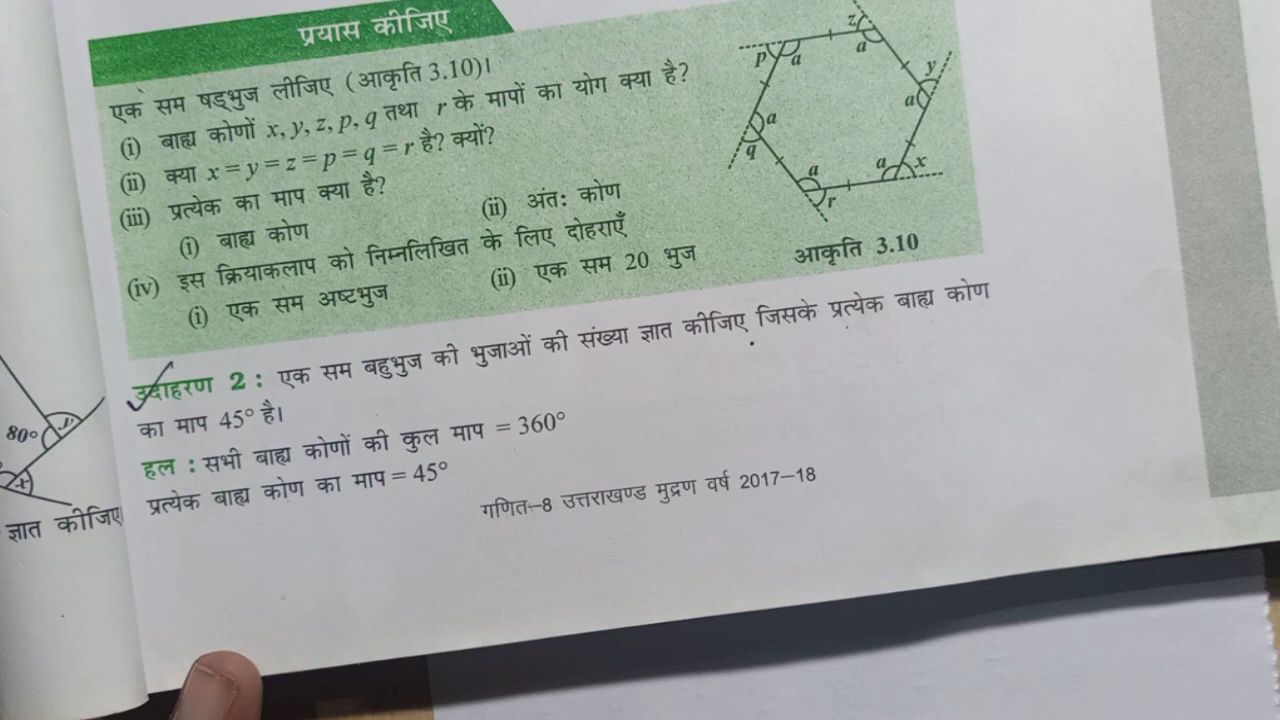 प्रयास कीजिए
एक सम षड्भुज लीजिए (आकृति 3.10)।
(i) बाह्य कोणों x, y, z, p, q तथा r के मापों का योग क्या है?
(ii) क्या x = y = z = p = q = r है? क्यों?
(iii) प्रत्येक का माप क्या है?
(i) बाह्य कोण (ii) अंतः कोण
(iv) इस क्रियाकलाप को निम्नलिखित के लिए दोहराएँ
(i) एक सम अष्टभुज (ii) एक सम 20 भुज
z
a
p a
y
a
a
q
a
r
a x
आकृति 3.10
उदाहरण 2 : एक सम बहुभुज की भुजाओं की संख्या ज्ञात कीजिए जिसके प्रत्येक बाह्य कोण
का माप 45° है।
हल : सभी बाह्य कोणों की कुल माप = 360°
प्रत्येक बाह्य कोण का माप = 45°
गणित–8 उत्तराखण्ड मुद्रण वर्ष 2017–18
80°
x
ज्ञात कीजिए